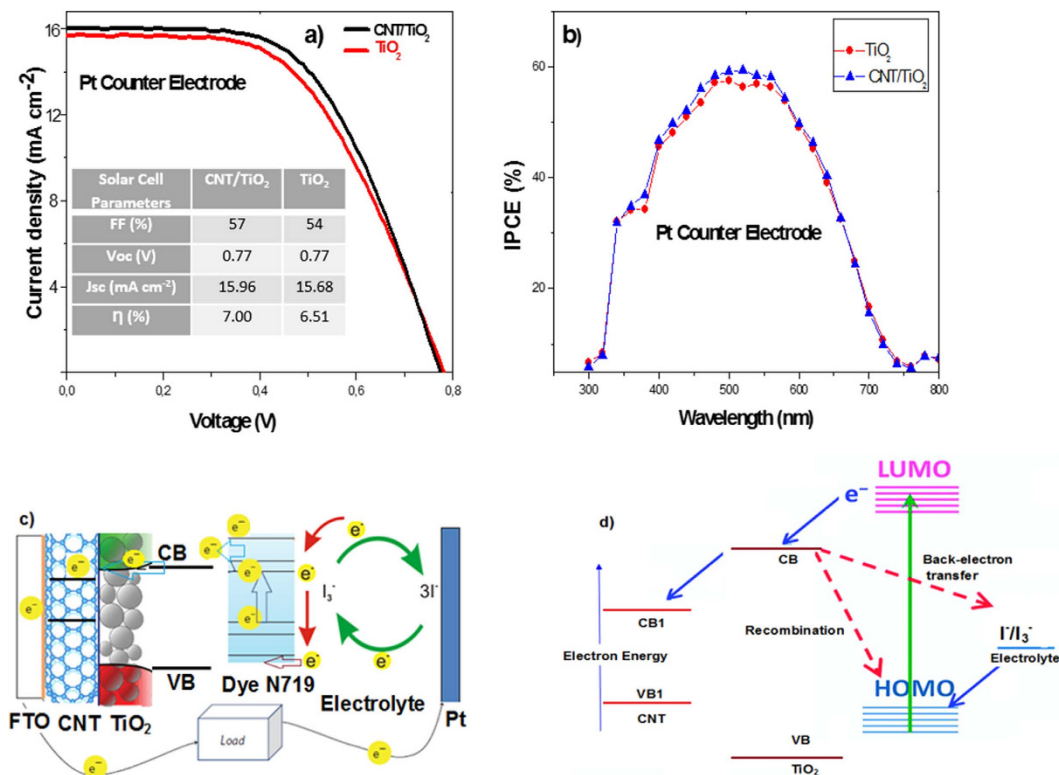 a)
CNT/TiO₂
TiO₂
Pt Counter Electrode
Current density (mA cm⁻²)
16
12
8
4
Solar Cell Parameters CNT/TiO₂ TiO₂
FF (%) 57 54
Voc (V) 0.77 0.77
Jsc (mA cm⁻²) 15.96 15.68
η (%) 7.00 6.51
0,0 0,2 0,4 0,6 0,8
Voltage (V)
b)
TiO₂
CNT/TiO₂
IPCE (%)
60
40
20
Pt Counter Electrode
300 400 500 600 700 800
Wavelength (nm)
c)
e⁻
e⁻
e⁻
e⁻
e⁻
e⁻
e⁻
e⁻
e⁻
e⁻
CB
I₃⁻
3I⁻
VB
Dye N719
Electrolyte
FTO CNT TiO₂
Pt
Load
e⁻
e⁻
d)
LUMO
e⁻
CB
Back-electron
transfer
CB1
Recombination
I⁻/I₃⁻
Electrolyte
Electron Energy
VB1
CNT
HOMO
VB
TiO₂